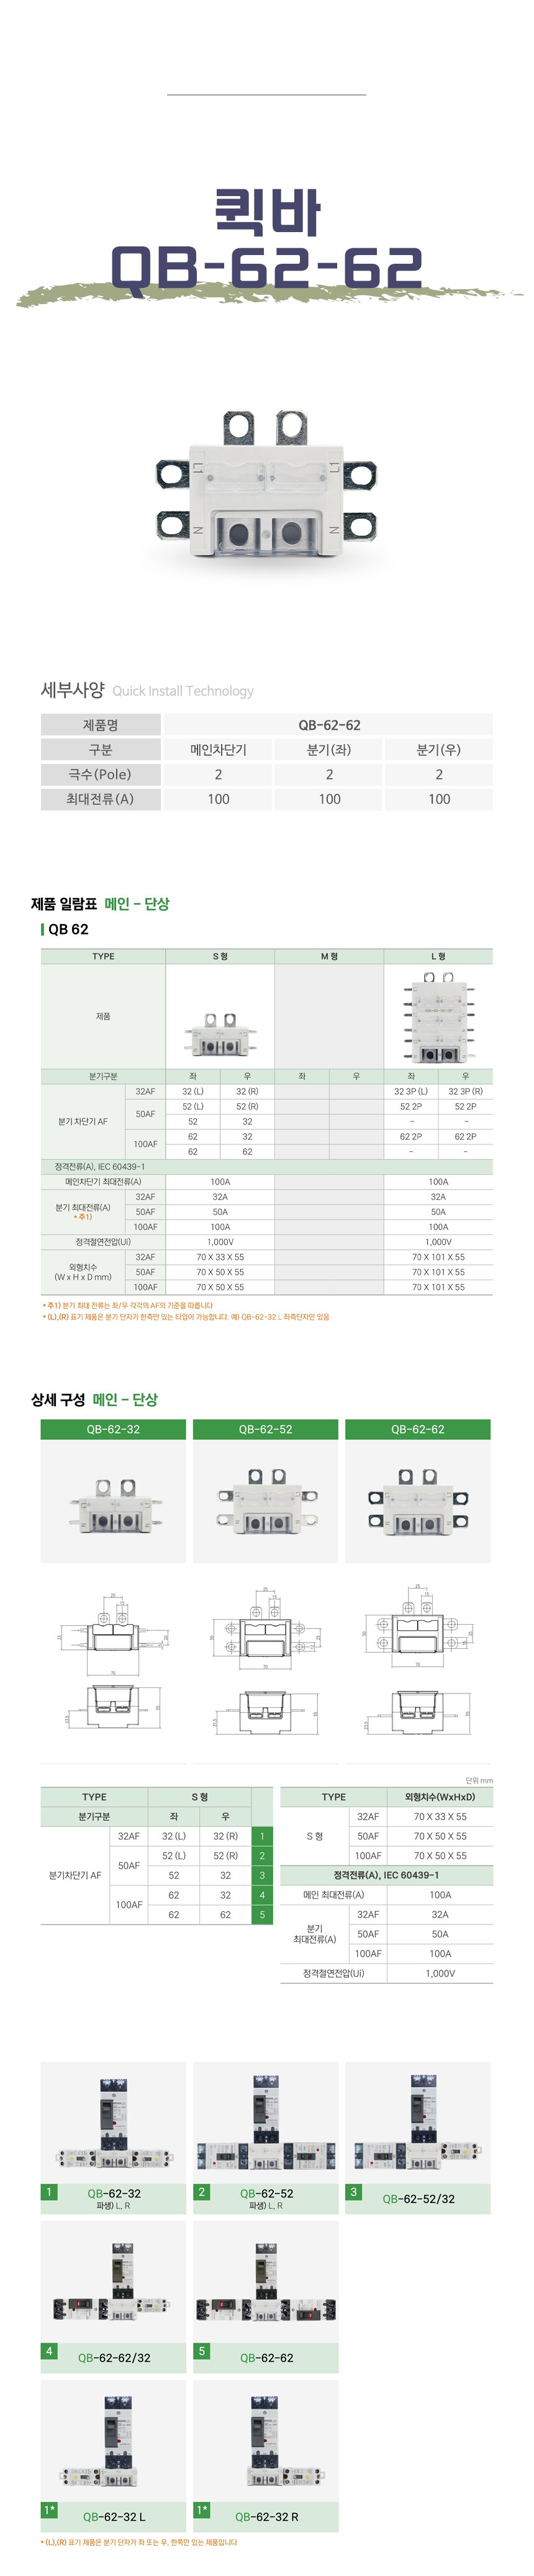 퀵바
QB-62-62
L1 L1
N N
세부사양 Quick Install Technology
제품명 QB-62-62
구분 메인차단기 분기(좌) 분기(우)
극수(Pole) 2 2 2
최대전류(A) 100 100 100
제품 일람표 메인 - 단상
QB 62
TYPE S 형 M 형 L 형
제품
분기구분 좌 우 좌 우 좌 우
분기 차단기 AF
32AF 32 (L) 32 (R) 32 3P (L) 32 3P (R)
50AF 52 (L) 52 (R) 52 2P 52 2P
52 32 - -
100AF 62 32 62 2P 62 2P
62 62 - -
정격전류(A), IEC 60439-1
메인차단기 최대전류(A) 100A 100A
분기 최대전류(A)
* 주1)
32AF 32A 32A
50AF 50A 50A
100AF 100A 100A
정격절연전압(Ui) 1,000V 1,000V
외형치수
(W x H x D mm)
32AF 70 X 33 X 55 70 X 101 X 55
50AF 70 X 50 X 55 70 X 101 X 55
100AF 70 X 50 X 55 70 X 101 X 55
* 주1) 분기 최대 전류는 좌/우 각각의 AF의 기준을 따릅니다
* (L),(R) 표기 제품은 분기 단자가 한측만 있는 타입이 가능합니다. 예) QB-62-32 L 좌측단자만 있음
상세 구성 메인 - 단상
QB-62-32 QB-62-52 QB-62-62
25 25 25
15 15 15
70 70 70
단위 mm
TYPE S 형
분기구분 좌 우
분기차단기 AF
32AF 32 (L) 32 (R) 1
50AF 52 (L) 52 (R) 2
52 32 3
100AF 62 32 4
62 62 5
TYPE 외형치수(WxHxD)
S 형
32AF 70 X 33 X 55
50AF 70 X 50 X 55
100AF 70 X 50 X 55
정격전류(A), IEC 60439-1
메인 최대전류(A) 100A
분기
최대전류(A)
32AF 32A
50AF 50A
100AF 100A
정격절연전압(Ui) 1,000V
1 QB-62-32
파생) L, R
2 QB-62-52
파생) L, R
3 QB-62-52/32
4 QB-62-62/32
5 QB-62-62
1* QB-62-32 L
1* QB-62-32 R
* (L),(R) 표기 제품은 분기 단자가 좌 또는 우, 한쪽만 있는 제품입니다